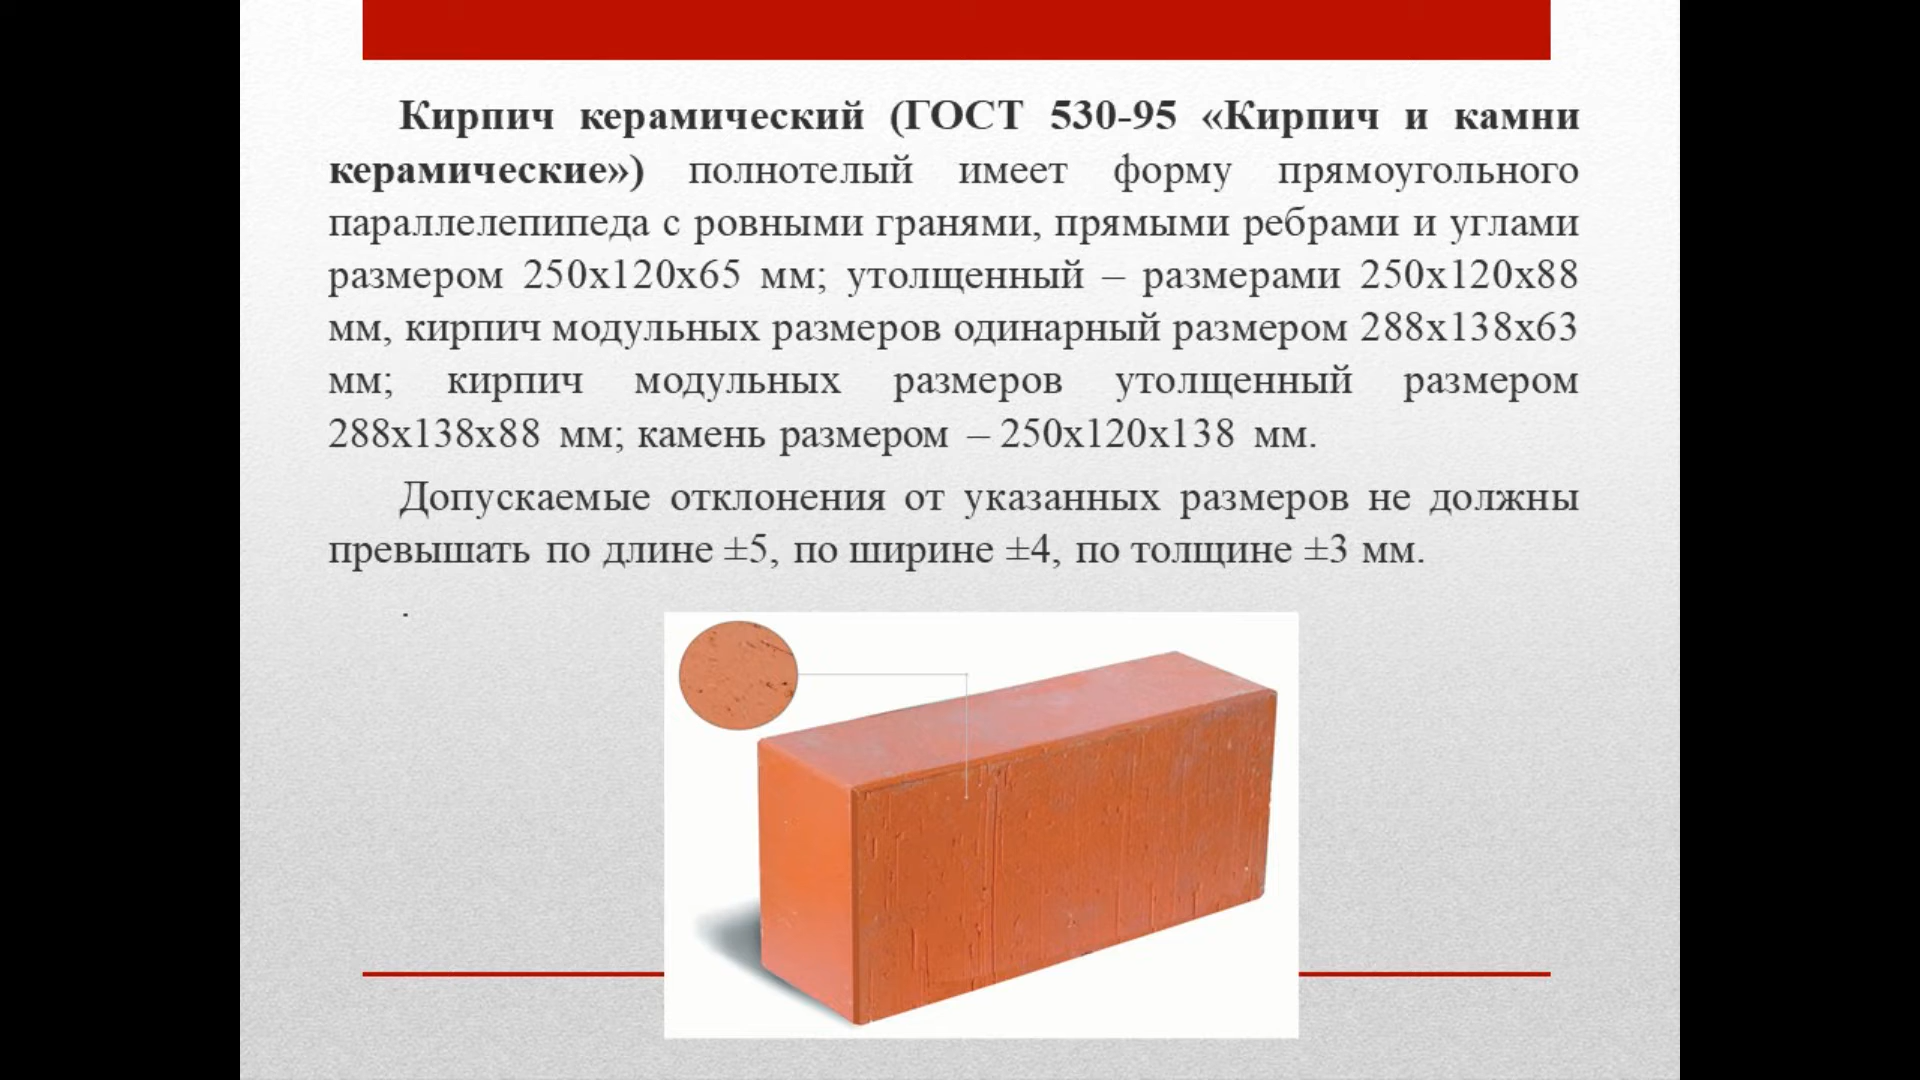 Кирпич керамический (ГОСТ 530-95 «Кирпич и камни
керамические») полнотелый имеет форму прямоугольного
параллелепипеда с ровными гранями, прямыми ребрами и углами
размером 250х120х65 мм; утолщенный – размерами 250х120х88
мм, кирпич модульных размеров одинарный размером 288х138х63
мм; кирпич модульных размеров утолщенный размером
288х138х88 мм; камень размером – 250х120х138 мм.
Допускаемые отклонения от указанных размеров не должны
превышать по длине ±5, по ширине ±4, по толщине ±3 мм.
.